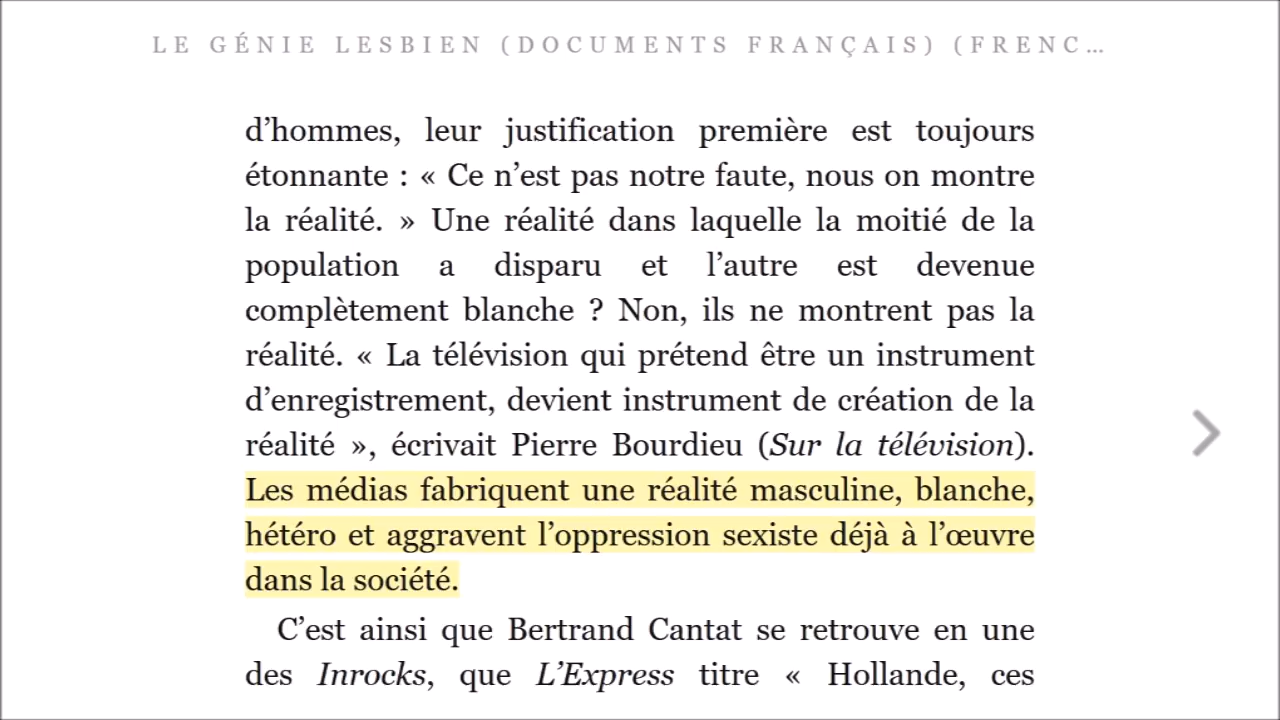 LE GÉNIE LESBIEN (DOCUMENTS FRANÇAIS) (FRENC...
d’hommes, leur justification première est toujours
étonnante : « Ce n’est pas notre faute, nous on montre
la réalité. » Une réalité dans laquelle la moitié de la
population a disparu et l’autre est devenue
complètement blanche ? Non, ils ne montrent pas la
réalité. « La télévision qui prétend être un instrument
d’enregistrement, devient instrument de création de la
réalité », écrivait Pierre Bourdieu (Sur la télévision).
Les médias fabriquent une réalité masculine, blanche,
hétéro et aggravent l’oppression sexiste déjà à l’œuvre
dans la société.
C’est ainsi que Bertrand Cantat se retrouve en une
des Inrocks, que L’Express titre « Hollande, ces